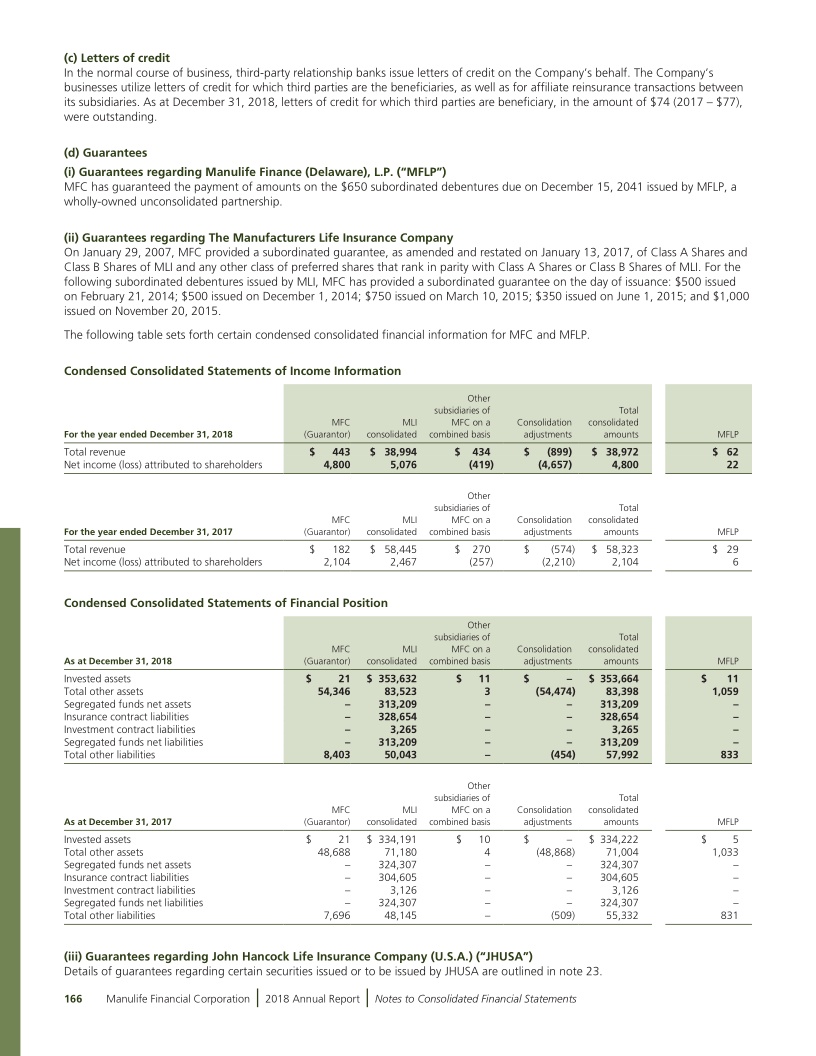 (c) Letters of credit
In the normal course of business, third-party relationship banks issue letters of credit on the Company's behalf. The Company's
businesses utilize letters of credit for which third parties are the beneficiaries, as well as for affiliate reinsurance transactions between
its subsidiaries. As at December 31, 2018, letters of credit for which third parties are beneficiary, in the amount of $74 (2017 – $77),
were outstanding.
(d) Guarantees
(i) Guarantees regarding Manulife Finance (Delaware), L.P. ("MFLP")
MFC has guaranteed the payment of amounts on the $650 subordinated debentures due on December 15, 2041 issued by MFLP, a
wholly-owned unconsolidated partnership.
(ii) Guarantees regarding The Manufacturers Life Insurance Company
On January 29, 2007, MFC provided a subordinated guarantee, as amended and restated on January 13, 2017, of Class A Shares and
Class B Shares of MLI and any other class of preferred shares that rank in parity with Class A Shares or Class B Shares of MLI. For the
following subordinated debentures issued by MLI, MFC has provided a subordinated guarantee on the day of issuance: $500 issued
on February 21, 2014; $500 issued on December 1, 2014; $750 issued on March 10, 2015; $350 issued on June 1, 2015; and $1,000
issued on November 20, 2015.
The following table sets forth certain condensed consolidated financial information for MFC and MFLP.
Condensed Consolidated Statements of Income Information
Other
subsidiaries of Total
MFC MLI MFC on a Consolidation consolidated
For the year ended December 31, 2018 (Guarantor) consolidated combined basis adjustments amounts MFLP
Total revenue $ 443 $ 38,994 $ 434 $ (899) $ 38,972 $ 62
Net income (loss) attributed to shareholders 4,800 5,076 (419) (4,657) 4,800 22
Other
subsidiaries of Total
MFC MLI MFC on a Consolidation consolidated
For the year ended December 31, 2017 (Guarantor) consolidated combined basis adjustments amounts MFLP
Total revenue $ 182 $ 58,445 $ 270 $ (574) $ 58,323 $ 29
Net income (loss) attributed to shareholders 2,104 2,467 (257) (2,210) 2,104 6
Condensed Consolidated Statements of Financial Position
Other
subsidiaries of Total
MFC MLI MFC on a Consolidation consolidated
As at December 31, 2018 (Guarantor) consolidated combined basis adjustments amounts MFLP
Invested assets $ 21 $ 353,632 $ 11 $ – $ 353,664 $ 11
Total other assets 54,346 83,523 3 (54,474) 83,398 1,059
Segregated funds net assets – 313,209 – – 313,209 –
Insurance contract liabilities – 328,654 – – 328,654 –
Investment contract liabilities – 3,265 – – 3,265 –
Segregated funds net liabilities – 313,209 – – 313,209 –
Total other liabilities 8,403 50,043 – (454) 57,992 833
Other
subsidiaries of Total
MFC MLI MFC on a Consolidation consolidated
As at December 31, 2017 (Guarantor) consolidated combined basis adjustments amounts MFLP
Invested assets $ 21 $ 334,191 $ 10 $ – $ 334,222 $ 5
Total other assets 48,688 71,180 4 (48,868) 71,004 1,033
Segregated funds net assets – 324,307 – – 324,307 –
Insurance contract liabilities – 304,605 – – 304,605 –
Investment contract liabilities – 3,126 – – 3,126 –
Segregated funds net liabilities – 324,307 – – 324,307 –
Total other liabilities 7,696 48,145 – (509) 55,332 831
(iii) Guarantees regarding John Hancock Life Insurance Company (U.S.A.) ("JHUSA")
Details of guarantees regarding certain securities issued or to be issued by JHUSA are outlined in note 23.
166 Manulife Financial Corporation | 2018 Annual Report | Notes to Consolidated Financial Statements